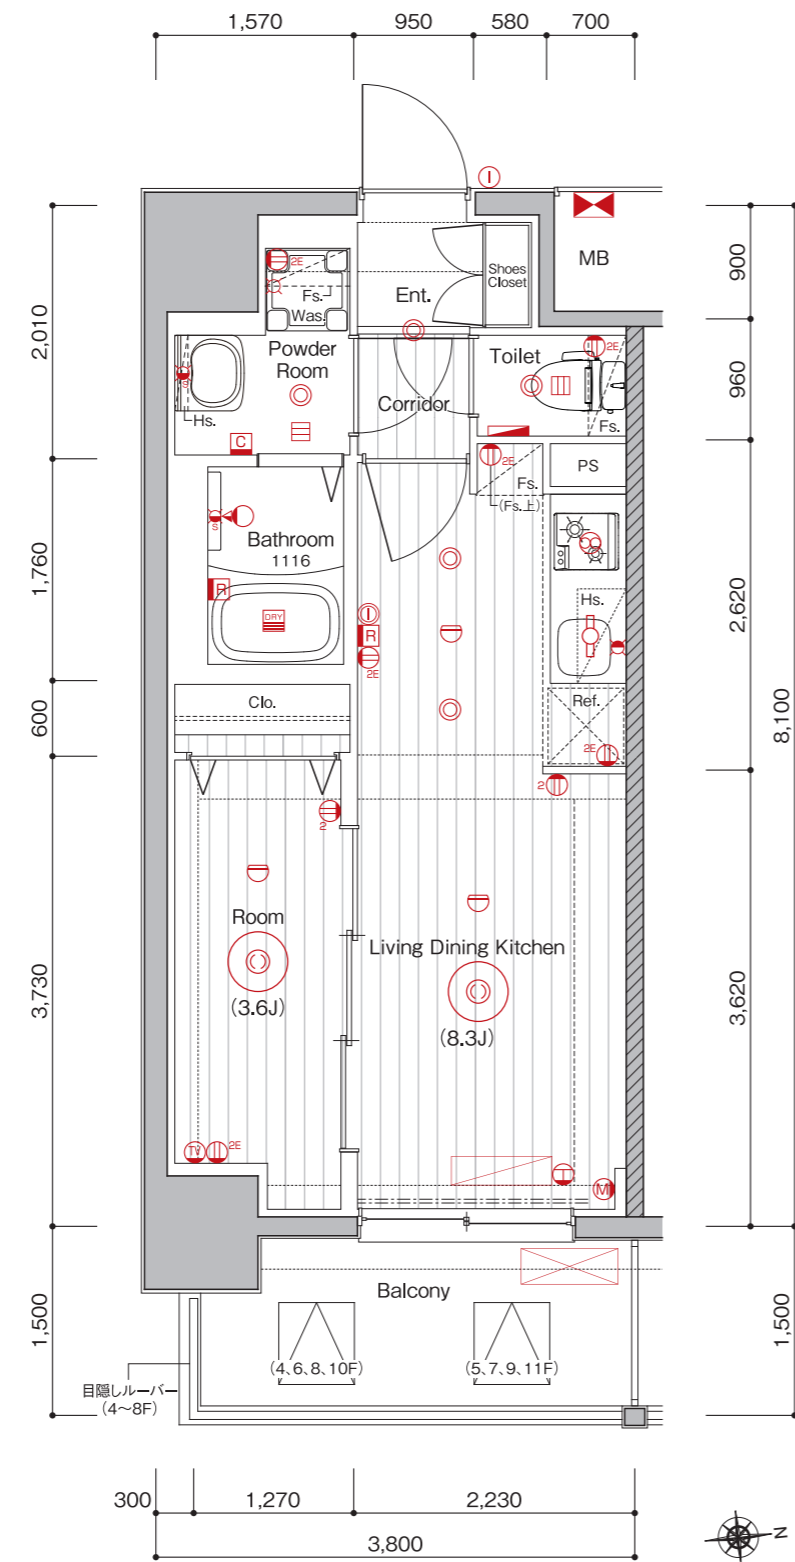 1,570
950
580
700
I
MB
900
2E
Fs.
Was.
Ent.
Shoes
Closet
2,010
Powder
Room
Toilet
2E
960
S
Hs.
Corridor
Fs.
C
2E
Fs.
PS
(Fs.上)
S
Bathroom
1116
1,760
R
DRY
I
R
2E
Hs.
2,620
8,100
600
Clo.
Ref.
2E
2
2
Room
(3.6J)
Living Dining Kitchen
(8.3J)
3,730
3,620
TV
2E
T
M
Balcony
1,500
1,500
(4、6、8、10F)
(5、7、9、11F)
目隠しルーバー
(4〜8F)
300
1,270
2,230
3,800
N